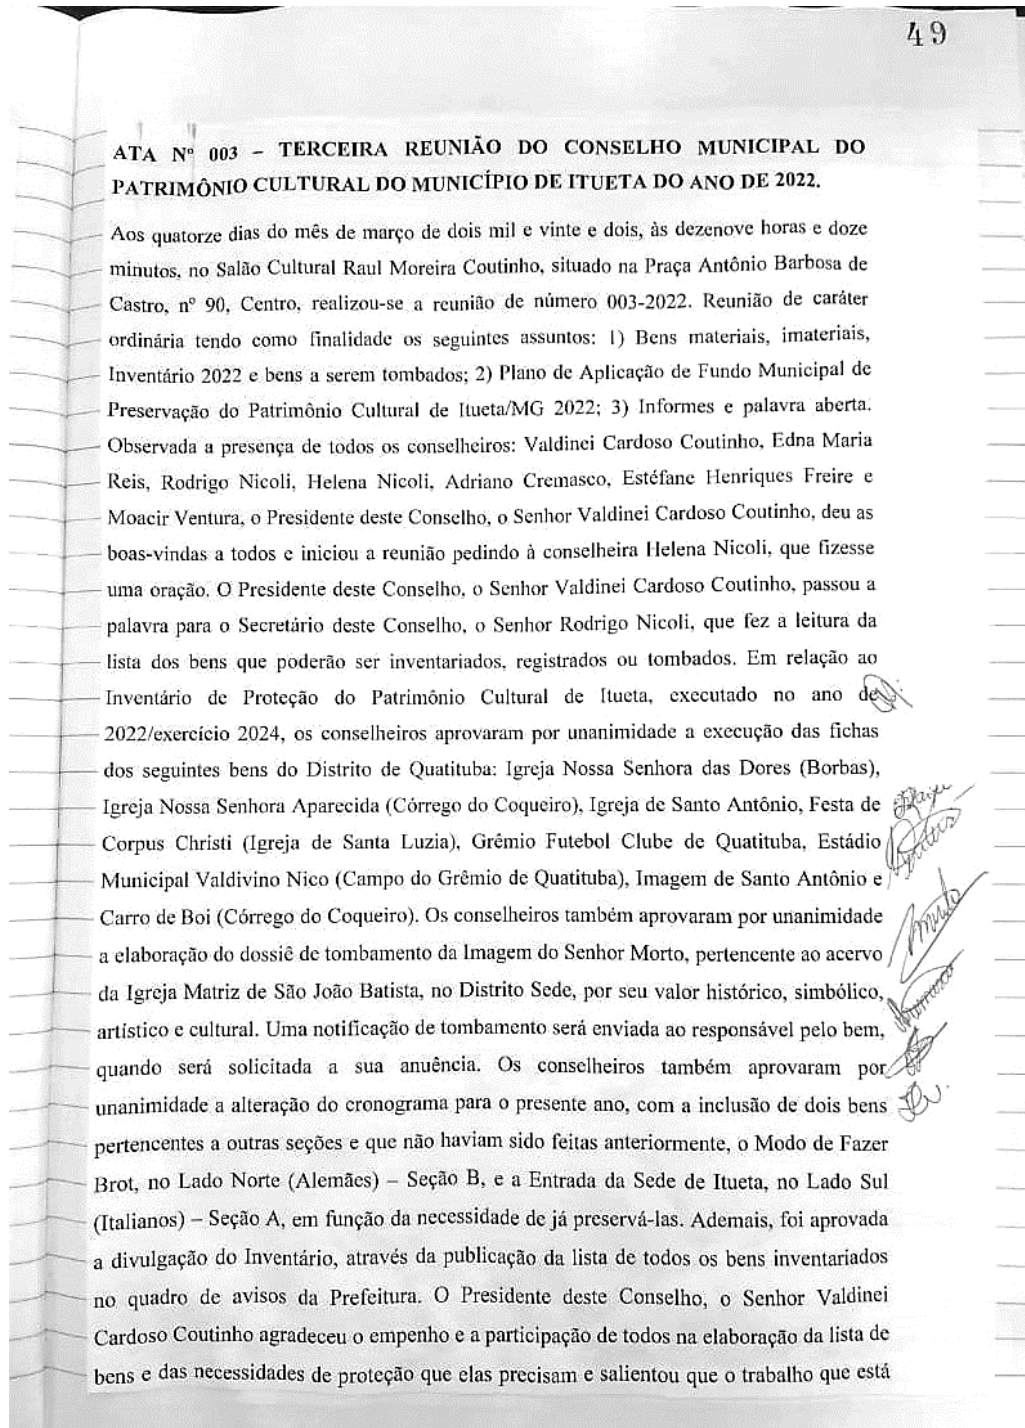 49
ATA Nº 003 – TERCEIRA REUNIÃO DO CONSELHO MUNICIPAL DO
PATRIMÔNIO CULTURAL DO MUNICÍPIO DE ITUETA DO ANO DE 2022.
Aos quatorze dias do mês de março de dois mil e vinte e dois, às dezenove horas e doze
minutos, no Salão Cultural Raul Moreira Coutinho, situado na Praça Antônio Barbosa de
Castro, nº 90, Centro, realizou-se a reunião de número 003-2022. Reunião de caráter
ordinária tendo como finalidade os seguintes assuntos: 1) Bens materiais, imateriais,
Inventário 2022 e bens a serem tombados; 2) Plano de Aplicação de Fundo Municipal de
Preservação do Patrimônio Cultural de Itueta/MG 2022; 3) Informes e palavra aberta.
Observada a presença de todos os conselheiros: Valdinei Cardoso Coutinho, Edna Maria
Reis, Rodrigo Nicoli, Helena Nicoli, Adriano Cremasco, Estéfane Henriques Freire e
Moacir Ventura, o Presidente deste Conselho, o Senhor Valdinei Cardoso Coutinho, deu as
boas-vindas a todos e iniciou a reunião pedindo à conselheira Helena Nicoli, que fizesse
uma oração. O Presidente deste Conselho, o Senhor Valdinei Cardoso Coutinho, passou a
palavra para o Secretário deste Conselho, o Senhor Rodrigo Nicoli, que fez a leitura da
lista dos bens que poderão ser inventariados, registrados ou tombados. Em relação ao
Inventário de Proteção do Patrimônio Cultural de Itueta, executado no ano de
2022/exercício 2024, os conselheiros aprovaram por unanimidade a execução das fichas
dos seguintes bens do Distrito de Quatituba: Igreja Nossa Senhora das Dores (Borbas),
Igreja Nossa Senhora Aparecida (Córrego do Coqueiro), Igreja de Santo Antônio, Festa de
Corpus Christi (Igreja de Santa Luzia), Grêmio Futebol Clube de Quatituba, Estádio
Municipal Valdivino Nico (Campo do Grêmio de Quatituba), Imagem de Santo Antônio e
Carro de Boi (Córrego do Coqueiro). Os conselheiros também aprovaram por unanimidade
a elaboração do dossiê de tombamento da Imagem do Senhor Morto, pertencente ao acervo
da Igreja Matriz de São João Batista, no Distrito Sede, por seu valor histórico, simbólico,
artístico e cultural. Uma notificação de tombamento será enviada ao responsável pelo bem,
quando será solicitada a sua anuência. Os conselheiros também aprovaram por
unanimidade a alteração do cronograma para o presente ano, com a inclusão de dois bens
pertencentes a outras seções e que não haviam sido feitas anteriormente, o Modo de Fazer
Brot, no Lado Norte (Alemães) – Seção B, e a Entrada da Sede de Itueta, no Lado Sul
(Italianos) – Seção A, em função da necessidade de já preservá-las. Ademais, foi aprovada
a divulgação do Inventário, através da publicação da lista de todos os bens inventariados
no quadro de avisos da Prefeitura. O Presidente deste Conselho, o Senhor Valdinei
Cardoso Coutinho agradeceu o empenho e a participação de todos na elaboração da lista de
bens e das necessidades de proteção que elas precisam e salientou que o trabalho que está